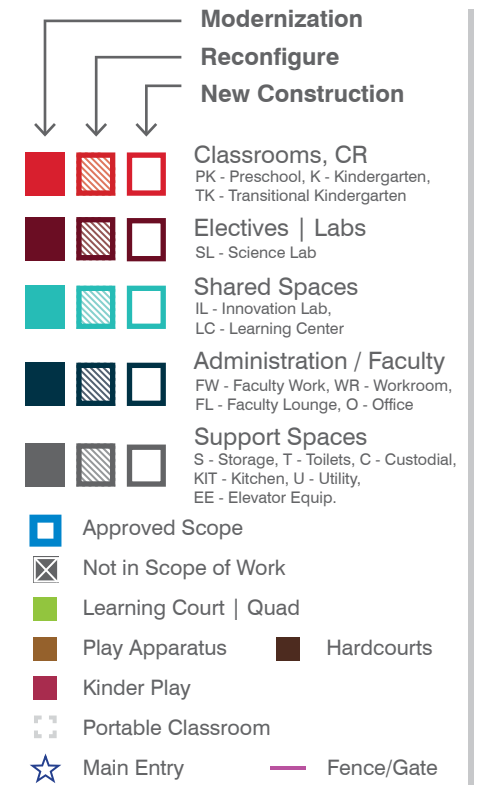 Modernization
Reconfigure
New Construction
Classrooms, CR
PK - Preschool, K - Kindergarten,
TK - Transitional Kindergarten
Electives | Labs
SL - Science Lab
Shared Spaces
IL - Innovation Lab,
LC - Learning Center
Administration / Faculty
FW - Faculty Work, WR - Workroom,
FL - Faculty Lounge, O - Office
Support Spaces
S - Storage, T - Toilets, C - Custodial,
KIT - Kitchen, U - Utility,
EE - Elevator Equip.
Approved Scope
Not in Scope of Work
Learning Court | Quad
Play Apparatus
Hardcourts
Kinder Play
Portable Classroom
Main Entry
Fence/Gate